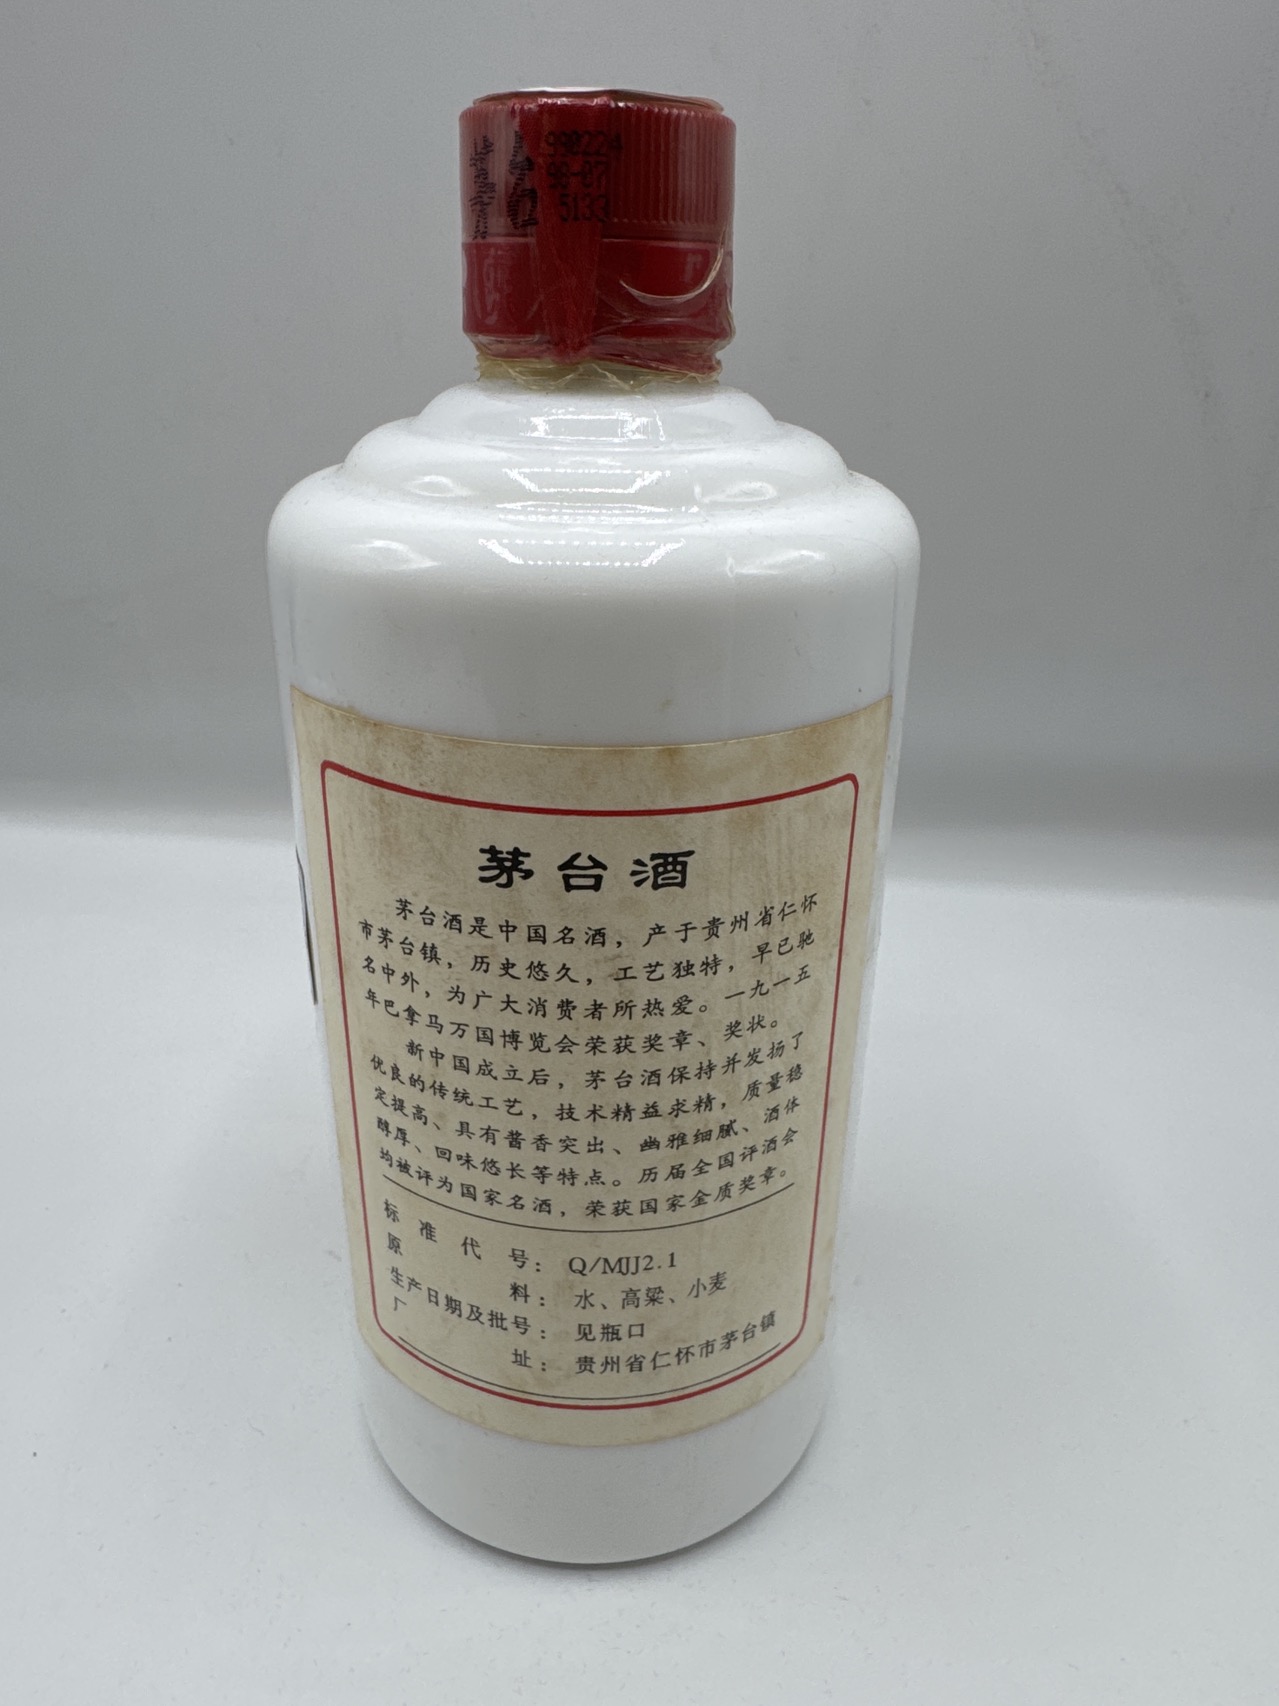 990224
98-07
5133
茅台酒
茅台酒是中国名酒，产于贵州省仁怀
市茅台镇，历史悠久，工艺独特，早已驰
名中外，为广大消费者所热爱。一九一五
年巴拿马万国博览会荣获奖章、奖状。
新中国成立后，茅台酒保持并发扬了
优良的传统工艺，技术精益求精，质量稳
定提高、具有酱香突出、幽雅细腻、酒体
醇厚、回味悠长等特点。历届全国评酒会
均被评为国家名酒，荣获国家金质奖章。
标准代号：Q/MJJ2.1
原料：水、高粱、小麦
生产日期及批号：见瓶口
厂址：贵州省仁怀市茅台镇